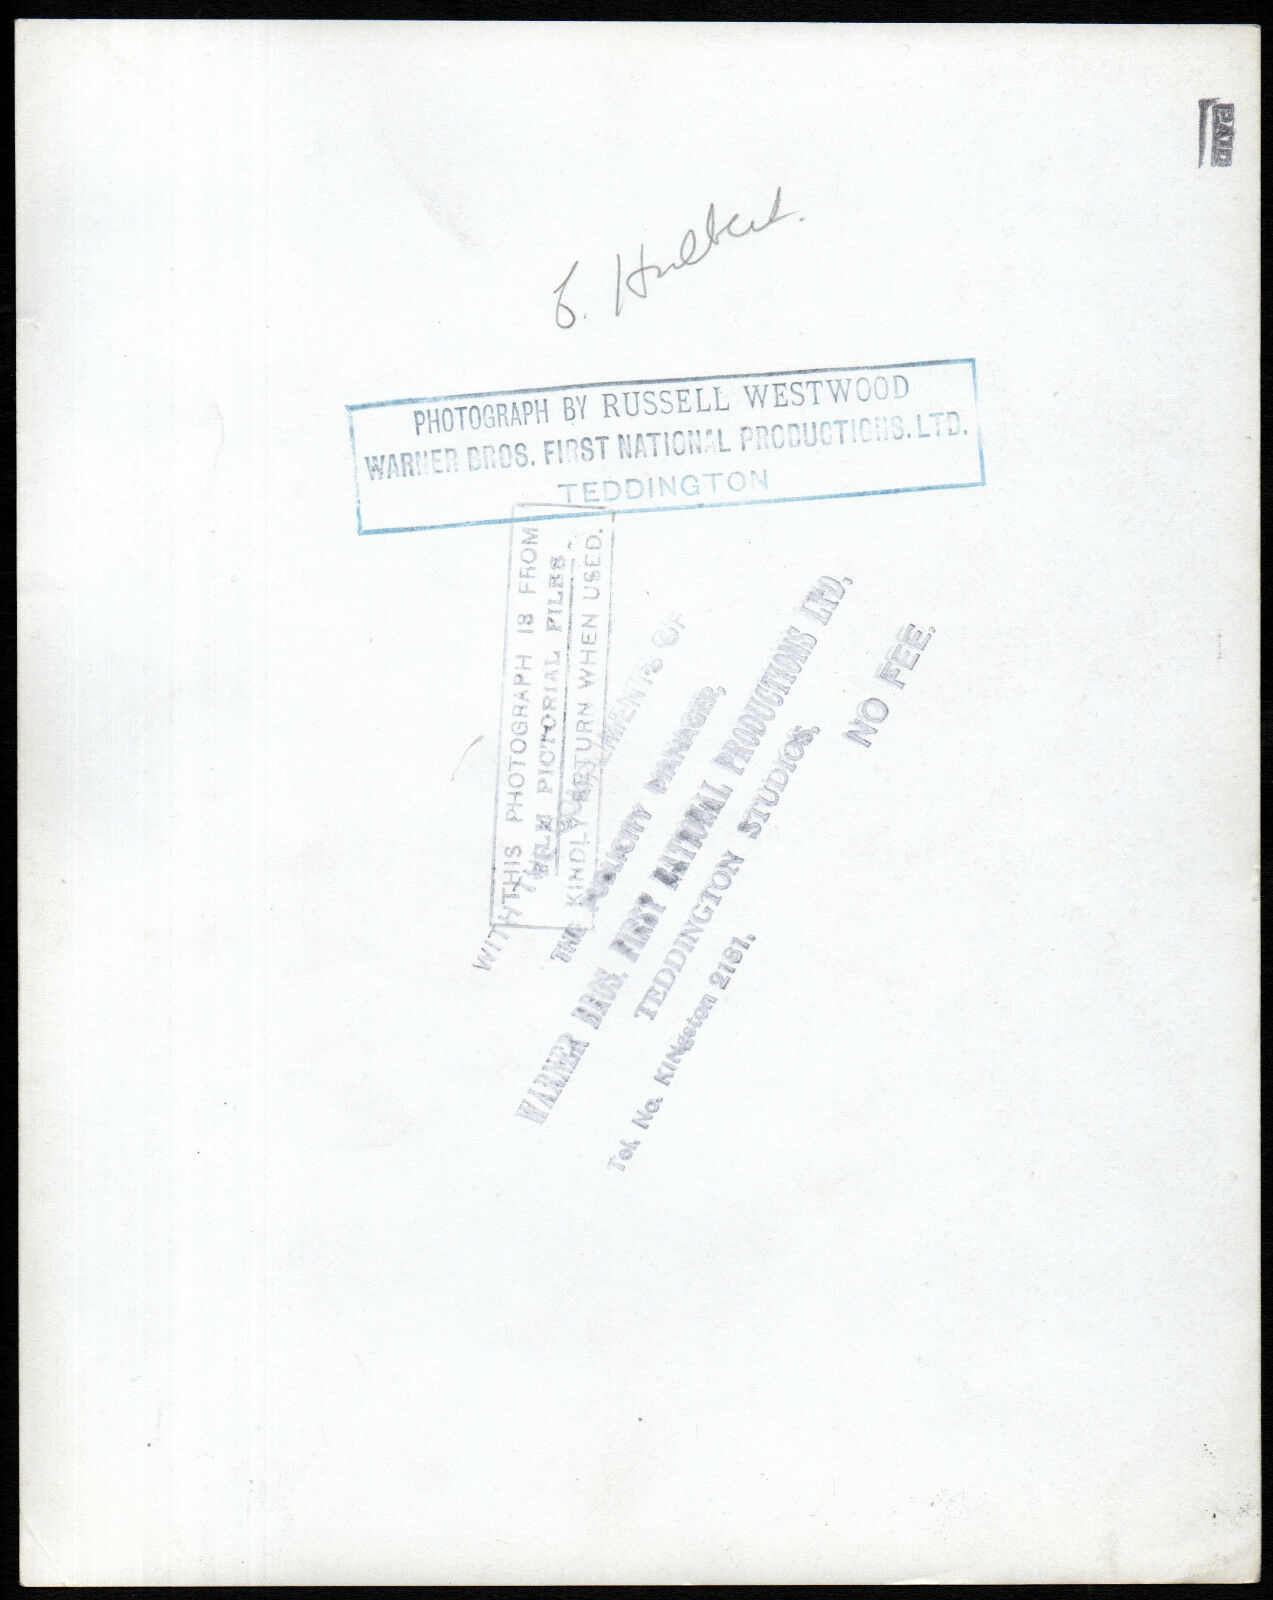 PAID
Hulbert.
PHOTOGRAPH BY RUSSELL WESTWOOD
WARNER BROS. FIRST NATIONAL PRODUCTIONS. LTD.
TEDDINGTON
THIS PHOTOGRAPH IS FROM
FILM PICTORIAL FILES.
KINDLY RETURN WHEN USED.
WITH THE COMPLIMENTS OF
THE PUBLICITY MANAGER,
WARNER BROS. FIRST NATIONAL PRODUCTIONS LTD,
TEDDINGTON STUDIOS,
Tel. No. KINgston 2161.
NO FEE.